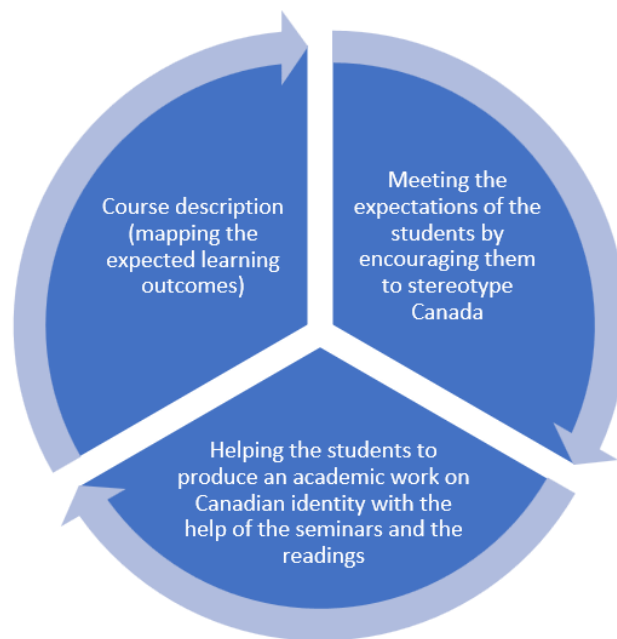 Course description
(mapping the
expected learning
outcomes)
Meeting the
expectations of the
students by
encouraging them
to stereotype
Canada
Helping the students to
produce an academic work on
Canadian identity with the
help of the seminars and the
readings